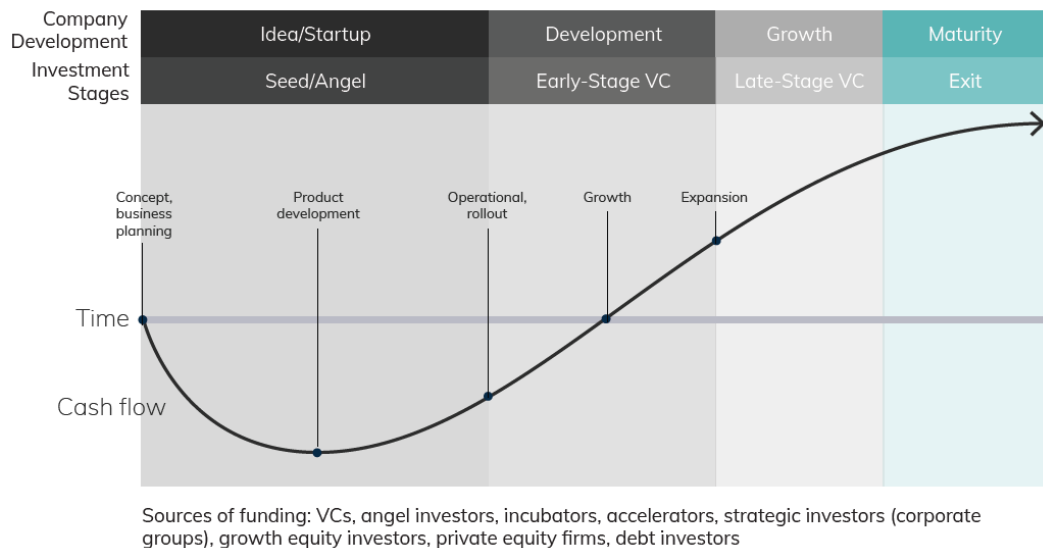 Company
Development
Idea/Startup
Development
Growth
Maturity
Investment
Stages
Seed/Angel
Early-Stage VC
Late-Stage VC
Exit
Concept,
business
planning
Product
development
Operational,
rollout
Growth
Expansion
Time
Cash flow
Sources of funding: VCs, angel investors, incubators, accelerators, strategic investors (corporate
groups), growth equity investors, private equity firms, debt investors